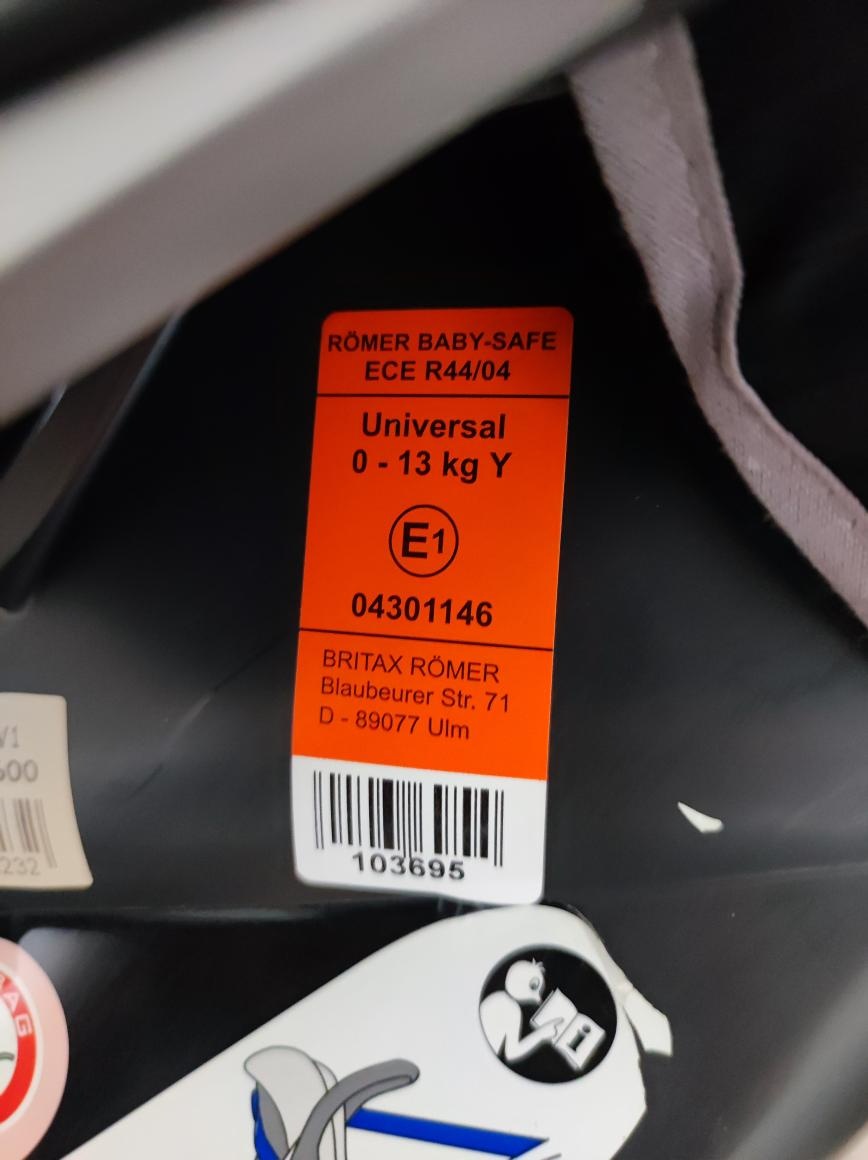 RÖMER BABY-SAFE
ECE R44/04
Universal
0 - 13 kg Y
E1
04301146
BRITAX RÖMER
Blaubeurer Str. 71
D - 89077 Ulm
103695
232
i